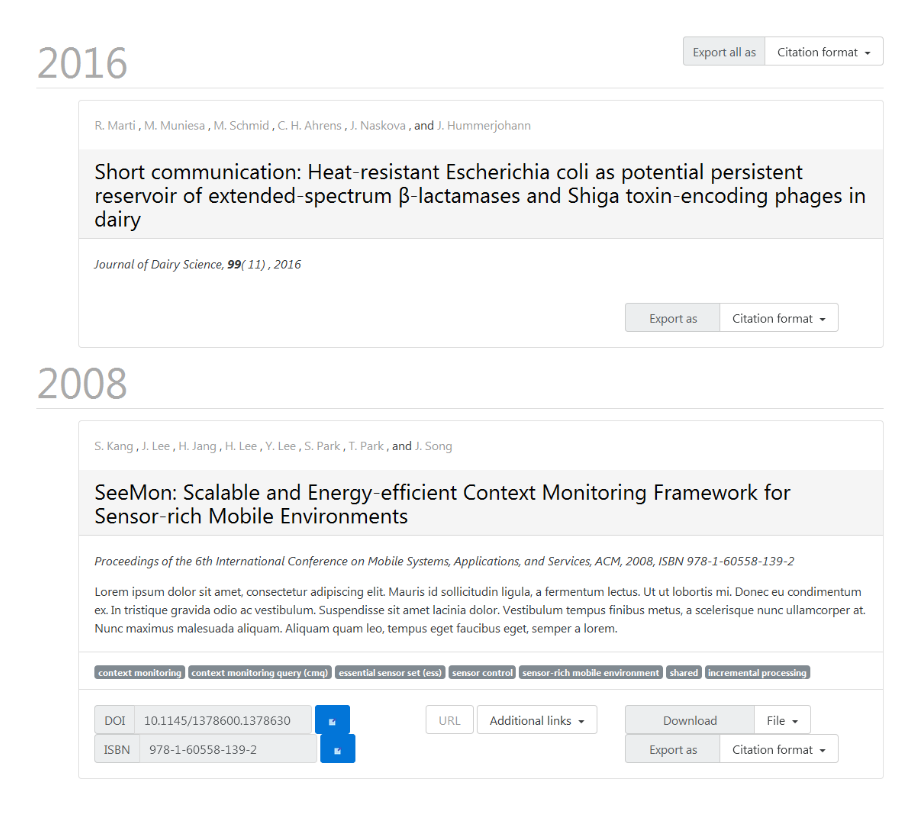 2016
Export all as Citation format
R. Marti , M. Muniesa , M. Schmid , C. H. Ahrens , J. Naskova , and J. Hummerjohann
Short communication: Heat-resistant Escherichia coli as potential persistent
reservoir of extended-spectrum β-lactamases and Shiga toxin-encoding phages in
dairy
Journal of Dairy Science, 99( 11) , 2016
Export as Citation format
2008
S. Kang , J. Lee , H. Jang , H. Lee , Y. Lee , S. Park , T. Park , and J. Song
SeeMon: Scalable and Energy-efficient Context Monitoring Framework for
Sensor-rich Mobile Environments
Proceedings of the 6th International Conference on Mobile Systems, Applications, and Services, ACM, 2008, ISBN 978-1-60558-139-2
Lorem ipsum dolor sit amet, consectetur adipiscing elit. Mauris id sollicitudin ligula, a fermentum lectus. Ut ut lobortis mi. Donec eu condimentum
ex. In tristique gravida odio ac vestibulum. Suspendisse sit amet lacinia dolor. Vestibulum tempus finibus metus, a scelerisque nunc ullamcorper at.
Nunc maximus malesuada aliquam. Aliquam quam leo, tempus eget faucibus eget, semper a lorem.
context monitoring context monitoring query (cmq) essential sensor set (ess) sensor control sensor-rich mobile environment shared incremental processing
DOI 10.1145/1378600.1378630 URL Additional links Download File
ISBN 978-1-60558-139-2 Export as Citation format